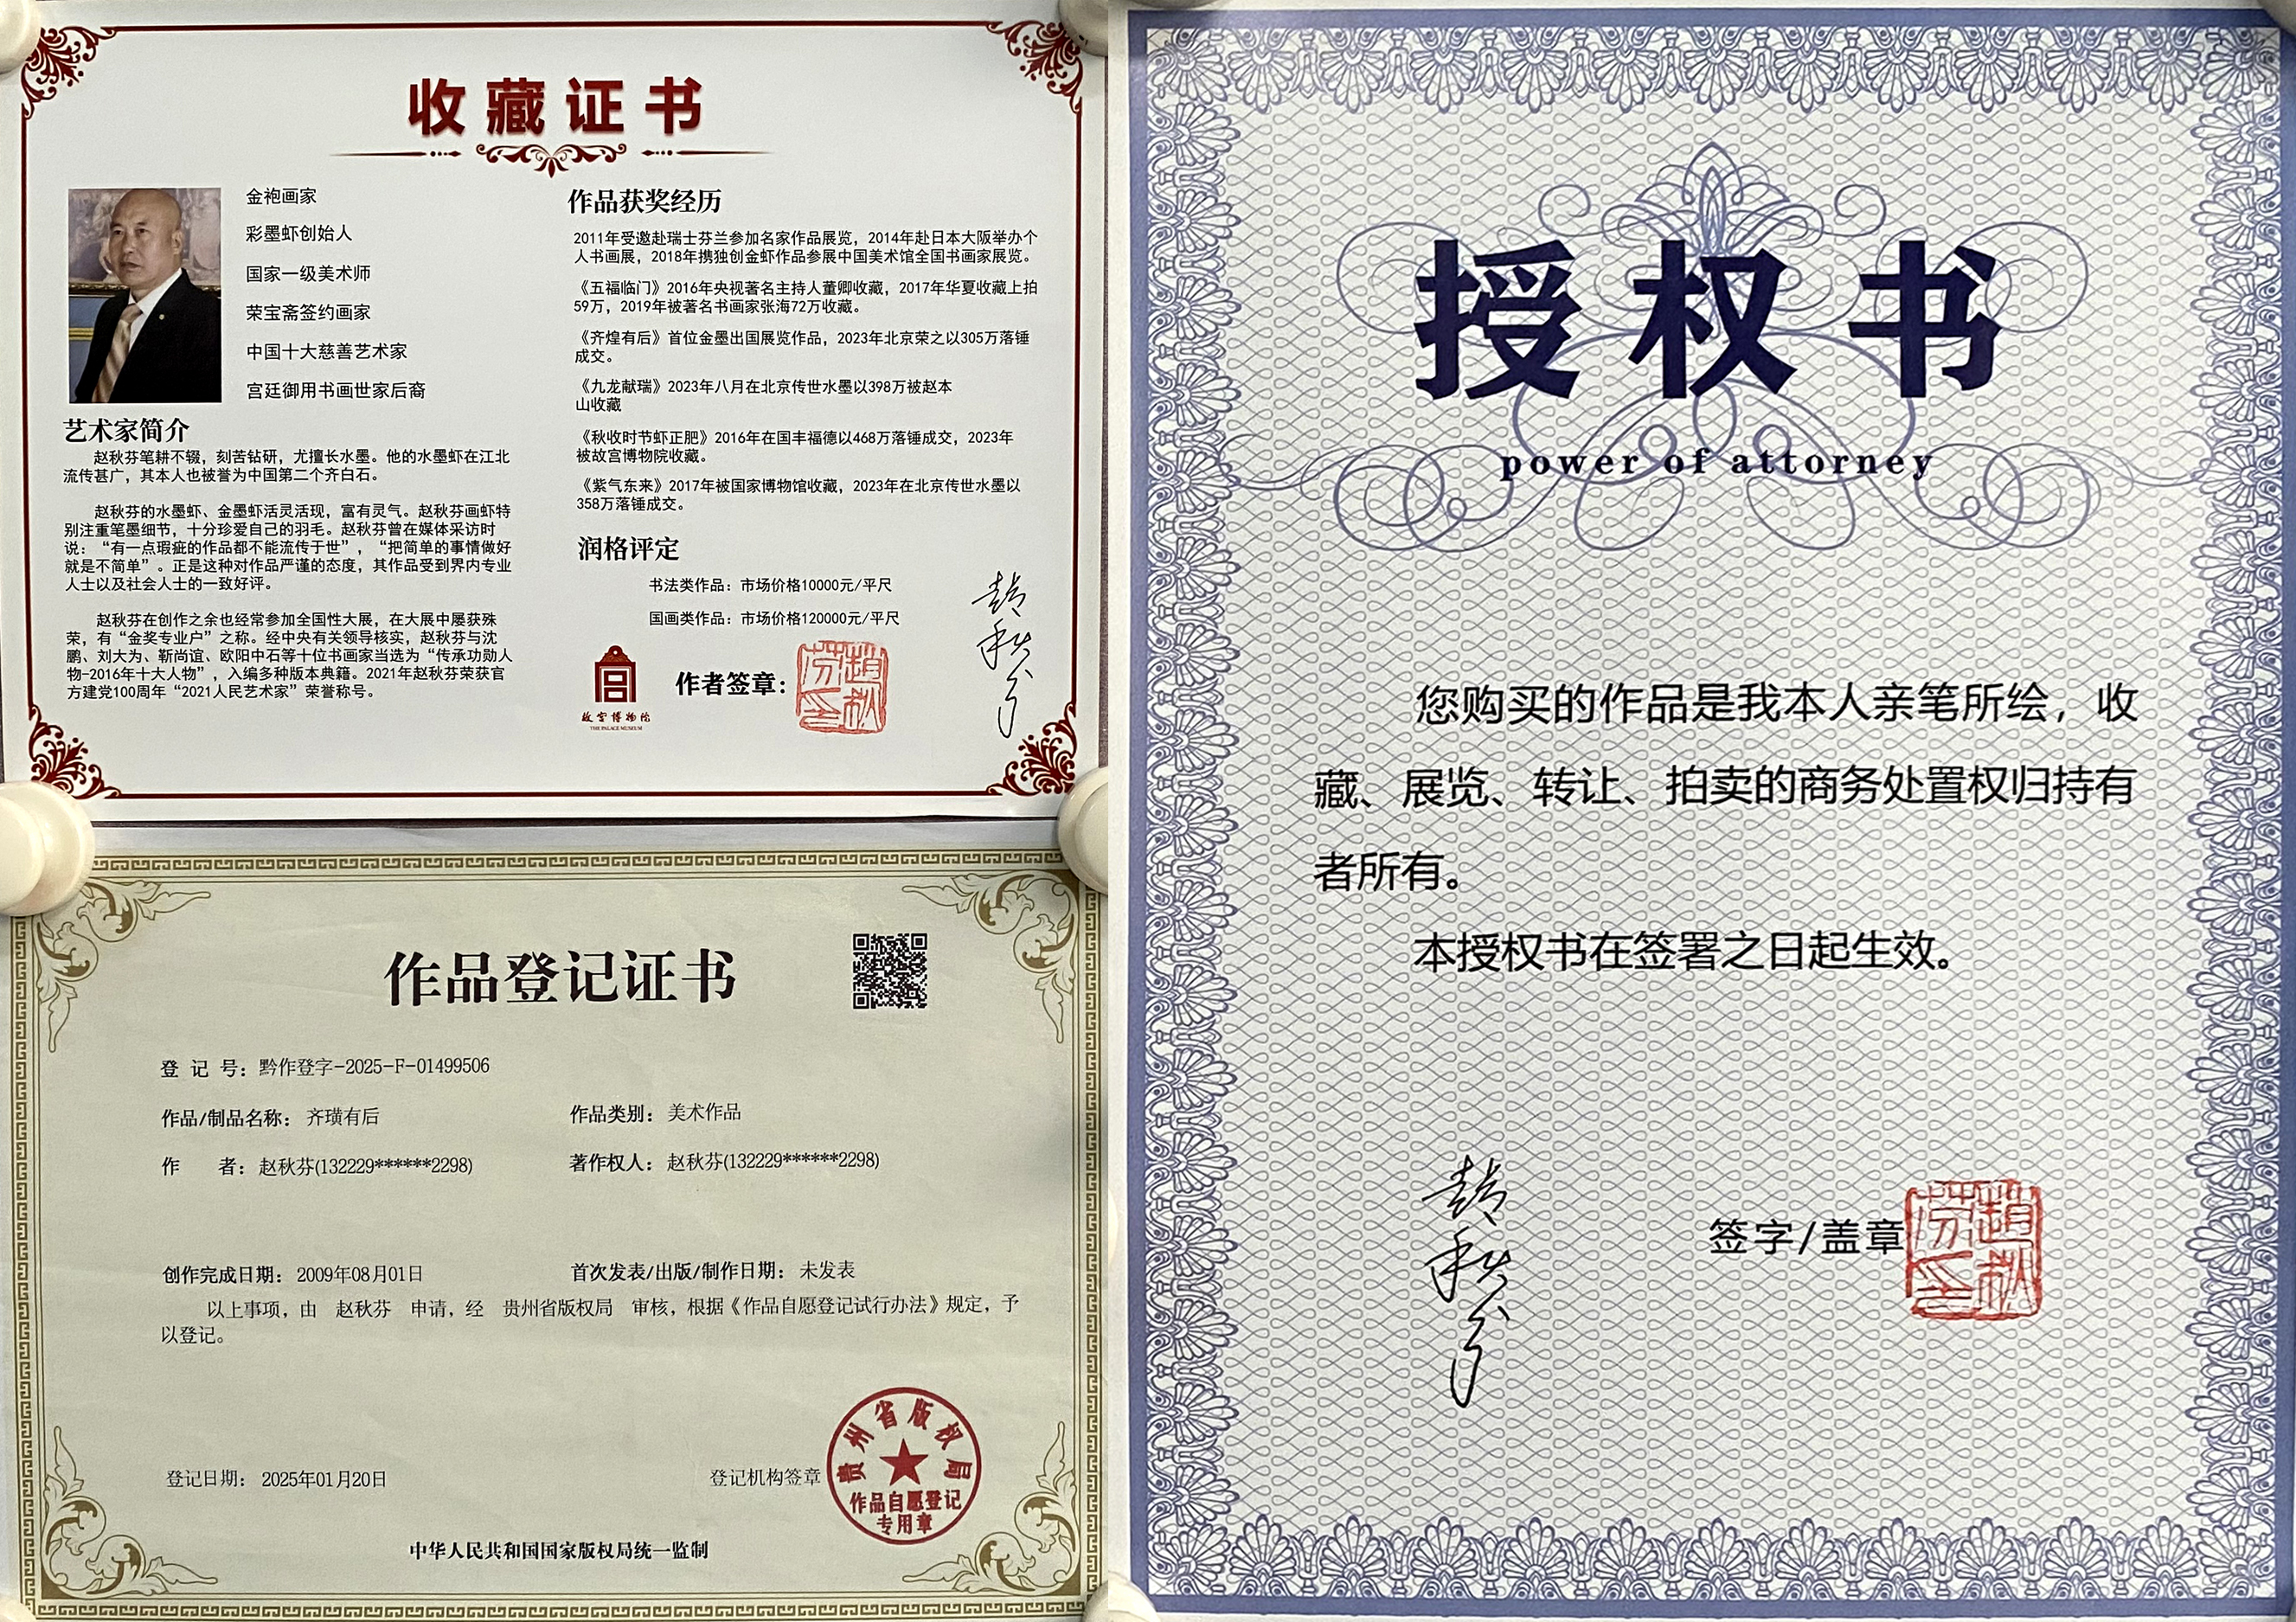 收藏证书
金袍画家
彩墨虾创始人
国家一级美术师
荣宝斋签约画家
中国十大慈善艺术家
宫廷御用书画世家后裔
艺术家简介
赵秋芬笔耕不辍，刻苦钻研，尤擅长水墨。他的水墨虾在江北
流传甚广，其本人也被誉为中国第二个齐白石。
赵秋芬的水墨虾、金墨虾活灵活现，富有灵气。赵秋芬画虾特
别注重笔墨细节，十分珍爱自己的羽毛。赵秋芬曾在媒体采访时
说：“有一点瑕疵的作品都不能流传于世”，“把简单的事情做好
就是不简单”。正是这种对作品严谨的态度，其作品受到界内专业
人士以及社会人士的一致好评。
赵秋芬在创作之余也经常参加全国性大展，在大展中屡获殊
荣，有“金奖专业户”之称。经中央有关领导核实，赵秋芬与沈
鹏、刘大为、靳尚谊、欧阳中石等十位书画家当选为“传承功勋人
物-2016年十大人物”，入编多种版本典籍。2021年赵秋芬荣获官
方建党100周年“2021人民艺术家”荣誉称号。
作品获奖经历
2011年受邀赴瑞士芬兰参加名家作品展览，2014年赴日本大阪举办个
人书画展，2018年携独创金虾作品参展中国美术馆全国书画家展览。
《五福临门》2016年央视著名主持人董卿收藏，2017年华夏收藏上拍
59万，2019年被著名书画家张海72万收藏。
《齐煌有后》首位金墨出国展览作品，2023年北京荣之以305万落锤
成交。
《九龙献瑞》2023年八月在北京传世水墨以398万被赵本
山收藏
《秋收时节虾正肥》2016年在国丰福德以468万落锤成交，2023年
被故宫博物院收藏。
《紫气东来》2017年被国家博物馆收藏，2023年在北京传世水墨以
358万落锤成交。
润格评定
书法类作品：市场价格10000元/平尺
国画类作品：市场价格120000元/平尺
故宫博物院
THE PALACE MUSEUM
作者签章：
趙秋芬印
赵秋芬
作品登记证书
登 记 号：黔作登字-2025-F-01499506
作品/制品名称：齐璜有后 作品类别：美术作品
作 者：赵秋芬(132229******2298) 著作权人：赵秋芬(132229******2298)
创作完成日期：2009年08月01日 首次发表/出版/制作日期：未发表
以上事项，由 赵秋芬 申请，经 贵州省版权局 审核，根据《作品自愿登记试行办法》规定，予
以登记。
登记日期：2025年01月20日 登记机构签章
贵州省版权局
作品自愿登记
专用章
中华人民共和国国家版权局统一监制
授权书
power of attorney
您购买的作品是我本人亲笔所绘，收
藏、展览、转让、拍卖的商务处置权归持有
者所有。
本授权书在签署之日起生效。
赵秋芬
签字/盖章
趙秋芬印